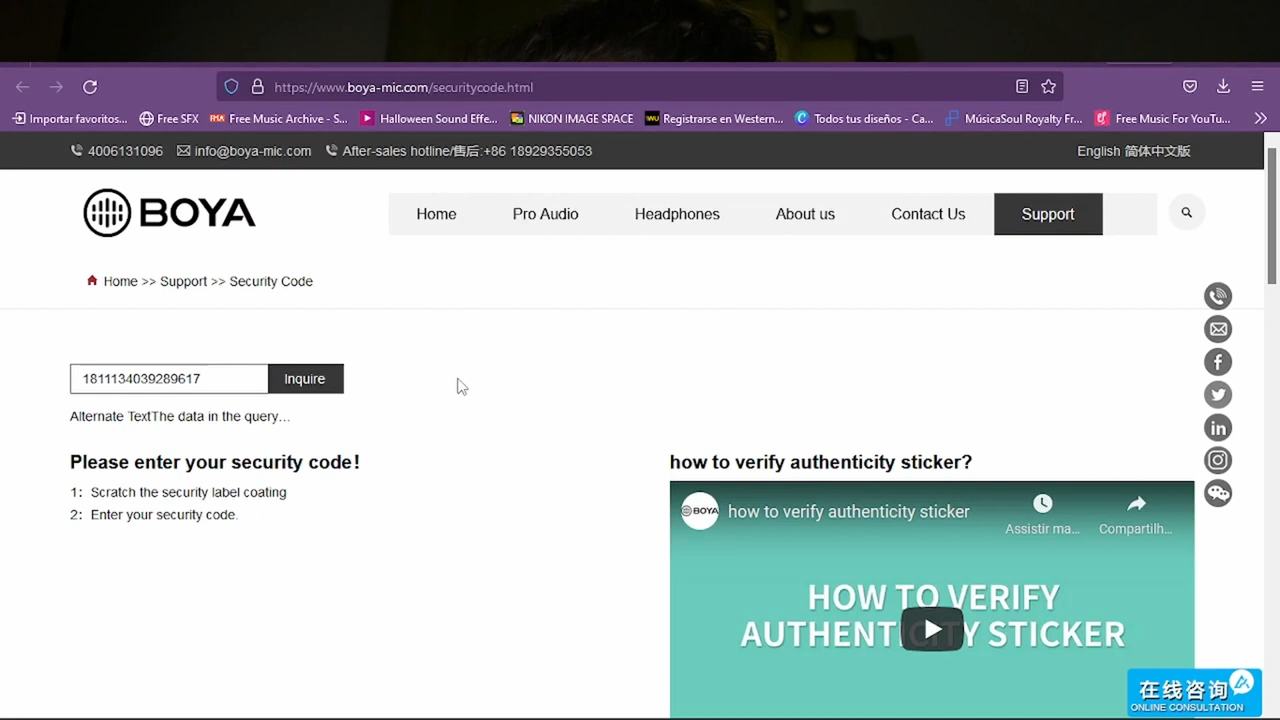 https://www.boya-mic.com/securitycode.html
Importar favoritos... Free SFX Free Music Archive - S... Halloween Sound Effe... NIKON IMAGE SPACE Registrarse en Western... Todos tus diseños - Ca... MúsicaSoul Royalty Fr... Free Music For YouTu...
4006131096 info@boya-mic.com After-sales hotline/售后:+86 18929355053 English 简体中文版
BOYA
Home Pro Audio Headphones About us Contact Us Support
Home >> Support >> Security Code
1811134039289617 Inquire
Alternate TextThe data in the query...
Please enter your security code!
1: Scratch the security label coating
2: Enter your security code.
how to verify authenticity sticker?
BOYA how to verify authenticity sticker
Assistir ma... Compartilh...
HOW TO VERIFY
AUTHENTICITY STICKER
在线咨询
ONLINE CONSULTATION